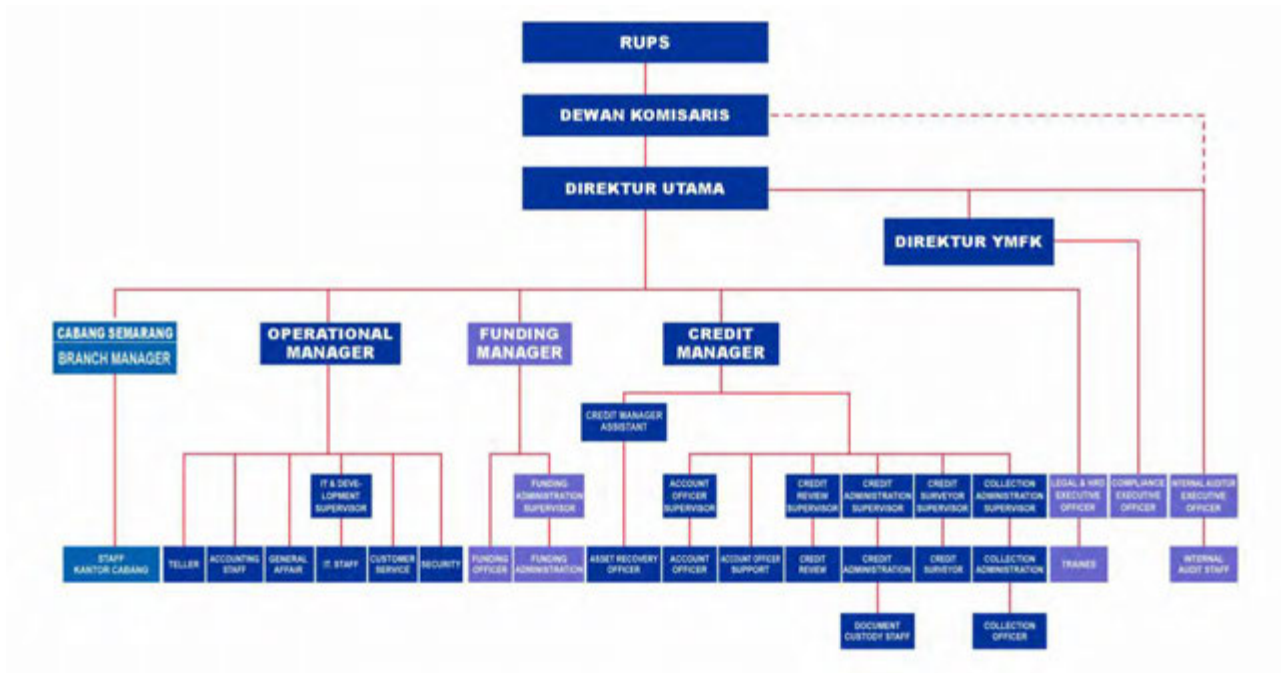 RUPS
DEWAN KOMISARIS
DIREKTUR UTAMA
DIREKTUR YMFK
CABANG SEMARANG
BRANCH MANAGER
OPERATIONAL
MANAGER
FUNDING
MANAGER
CREDIT
MANAGER
CREDIT MANAGER
ASSISTANT
IT & DEVE-
LOPMENT
SUPERVISOR
FUNDING
ADMINISTRATION
SUPERVISOR
ACCOUNT
OFFICER
SUPERVISOR
CREDIT
REVIEW
SUPERVISOR
CREDIT
ADMINISTRATION
SUPERVISOR
CREDIT
SURVEYOR
SUPERVISOR
COLLECTION
ADMINISTRATION
SUPERVISOR
LEGAL & HRD
EXECUTIVE
OFFICER
COMPLIANCE
EXECUTIVE
OFFICER
INTERNAL AUDITOR
EXECUTIVE
OFFICER
STAFF
KANTOR CABANG
TELLER
ACCOUNTING
STAFF
GENERAL
AFFAIR
IT. STAFF
CUSTOMER
SERVICE
SECURITY
FUNDING
OFFICER
FUNDING
ADMINISTRATION
ASSET RECOVERY
OFFICER
ACCOUNT
OFFICER
ACCOUNT OFFICER
SUPPORT
CREDIT
REVIEW
CREDIT
ADMINISTRATION
CREDIT
SURVEYOR
COLLECTION
ADMINISTRATION
TRAINEE
INTERNAL
AUDIT STAFF
DOCUMENT
CUSTODY STAFF
COLLECTION
OFFICER